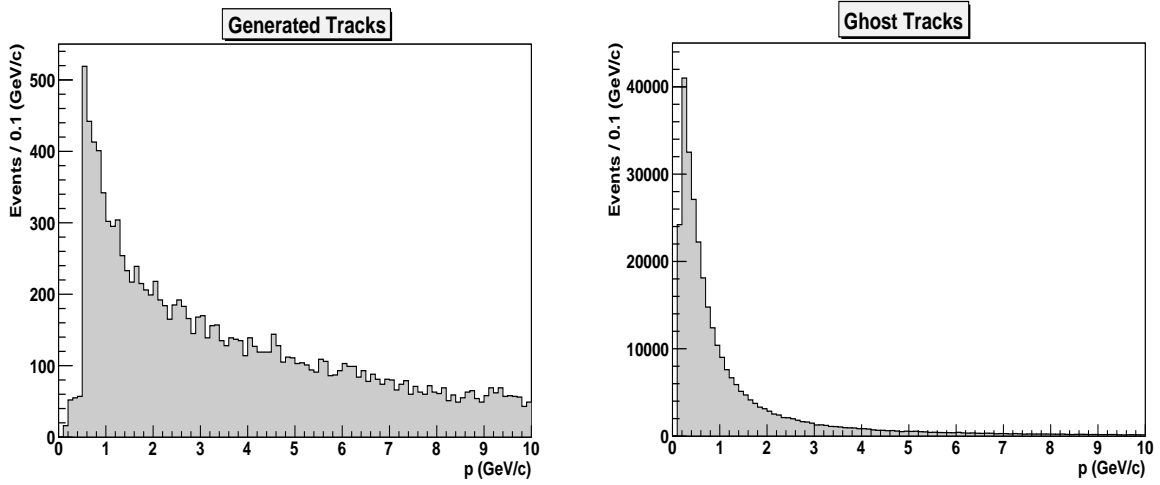 Generated Tracks
Events / 0.1 (GeV/c)
500
400
300
200
100
0
0 1 2 3 4 5 6 7 8 9 10
p (GeV/c)
Ghost Tracks
Events / 0.1 (GeV/c)
40000
30000
20000
10000
0
0 1 2 3 4 5 6 7 8 9 10
p (GeV/c)